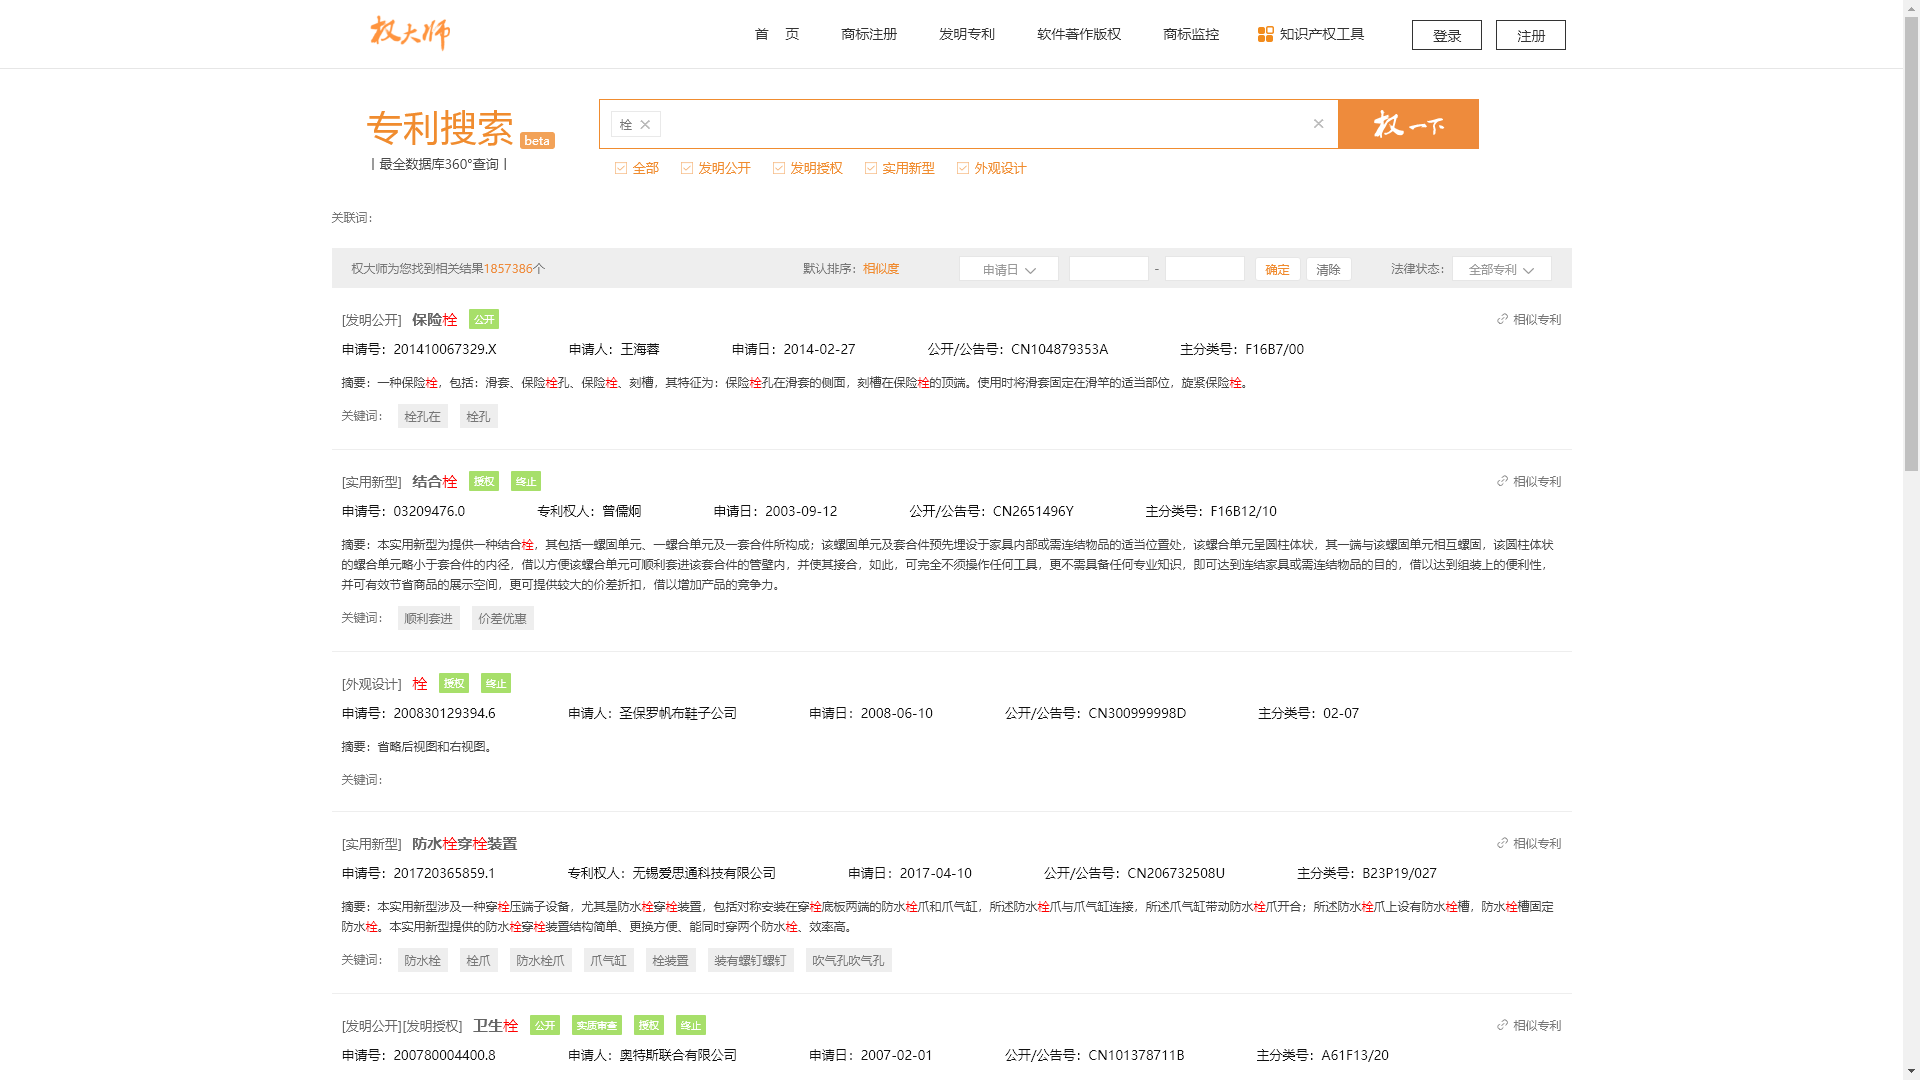 权大师
首 页 商标注册 发明专利 软件著作版权 商标监控 知识产权工具 登录 注册
专利搜索 beta
丨最全数据库360°查询丨
栓 ✕ ✕ 权一下
全部 发明公开 发明授权 实用新型 外观设计
关联词：
权大师为您找到相关结果1857386个 默认排序： 相似度 申请日 - 确定 清除 法律状态： 全部专利
[发明公开] 保险栓 公开 相似专利
申请号：201410067329.X 申请人：王海蓉 申请日：2014-02-27 公开/公告号：CN104879353A 主分类号：F16B7/00
摘要：一种保险栓，包括：滑套、保险栓孔、保险栓、刻槽，其特征为：保险栓孔在滑套的侧面，刻槽在保险栓的顶端。使用时将滑套固定在滑竿的适当部位，旋紧保险栓。
关键词： 栓孔在 栓孔
[实用新型] 结合栓 授权 终止 相似专利
申请号：03209476.0 专利权人：曾儒炯 申请日：2003-09-12 公开/公告号：CN2651496Y 主分类号：F16B12/10
摘要：本实用新型为提供一种结合栓，其包括一螺固单元、一螺合单元及一套合件所构成；该螺固单元及套合件预先埋设于家具内部或需连结物品的适当位置处，该螺合单元呈圆柱体状，其一端与该螺固单元相互螺固，该圆柱体状
的螺合单元略小于套合件的内径，借以方便该螺合单元可顺利套进该套合件的管壁内，并使其接合，如此，可完全不须操作任何工具，更不需具备任何专业知识，即可达到连结家具或需连结物品的目的，借以达到组装上的便利性，
并可有效节省商品的展示空间，更可提供较大的价差折扣，借以增加产品的竞争力。
关键词： 顺利套进 价差优惠
[外观设计] 栓 授权 终止
申请号：200830129394.6 申请人：圣保罗帆布鞋子公司 申请日：2008-06-10 公开/公告号：CN300999998D 主分类号：02-07
摘要：省略后视图和右视图。
关键词：
[实用新型] 防水栓穿栓装置 相似专利
申请号：201720365859.1 专利权人：无锡爱思通科技有限公司 申请日：2017-04-10 公开/公告号：CN206732508U 主分类号：B23P19/027
摘要：本实用新型涉及一种穿栓压端子设备，尤其是防水栓穿栓装置，包括对称安装在穿栓底板两端的防水栓爪和爪气缸，所述防水栓爪与爪气缸连接，所述爪气缸带动防水栓爪开合；所述防水栓爪上设有防水栓槽，防水栓槽固定
防水栓。本实用新型提供的防水栓穿栓装置结构简单、更换方便、能同时穿两个防水栓、效率高。
关键词： 防水栓 栓爪 防水栓爪 爪气缸 栓装置 装有螺钉螺钉 吹气孔吹气孔
[发明公开][发明授权] 卫生栓 公开 实质审查 授权 终止 相似专利
申请号：200780004400.8 申请人：奥特斯联合有限公司 申请日：2007-02-01 公开/公告号：CN101378711B 主分类号：A61F13/20